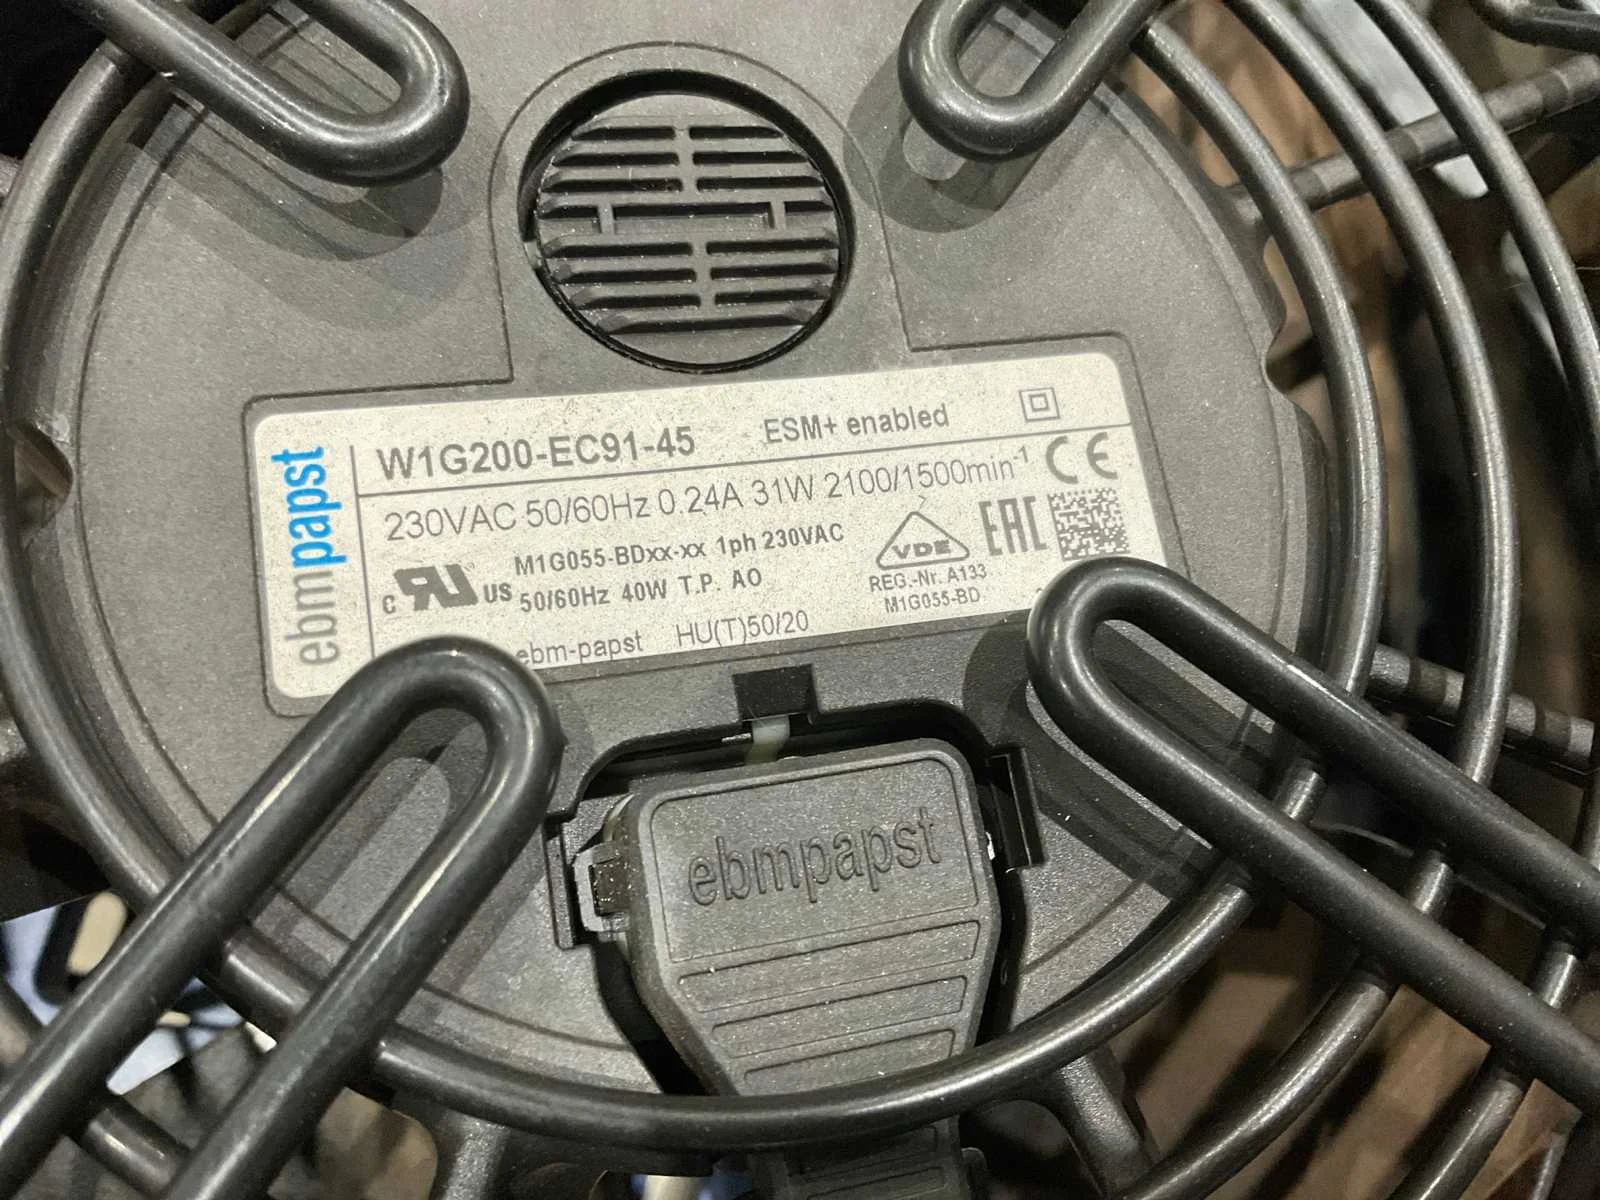 ebmpapst
W1G200-EC91-45 ESM+ enabled
230VAC 50/60Hz 0.24A 31W 2100/1500min⁻¹ CE
c RU® US M1G055-BDxx-xx 1ph 230VAC
50/60Hz 40W T.P. AO
VDE EAC
REG.-Nr. A133
M1G055-BD
ebm-papst HU(T)50/20
ebmpapst